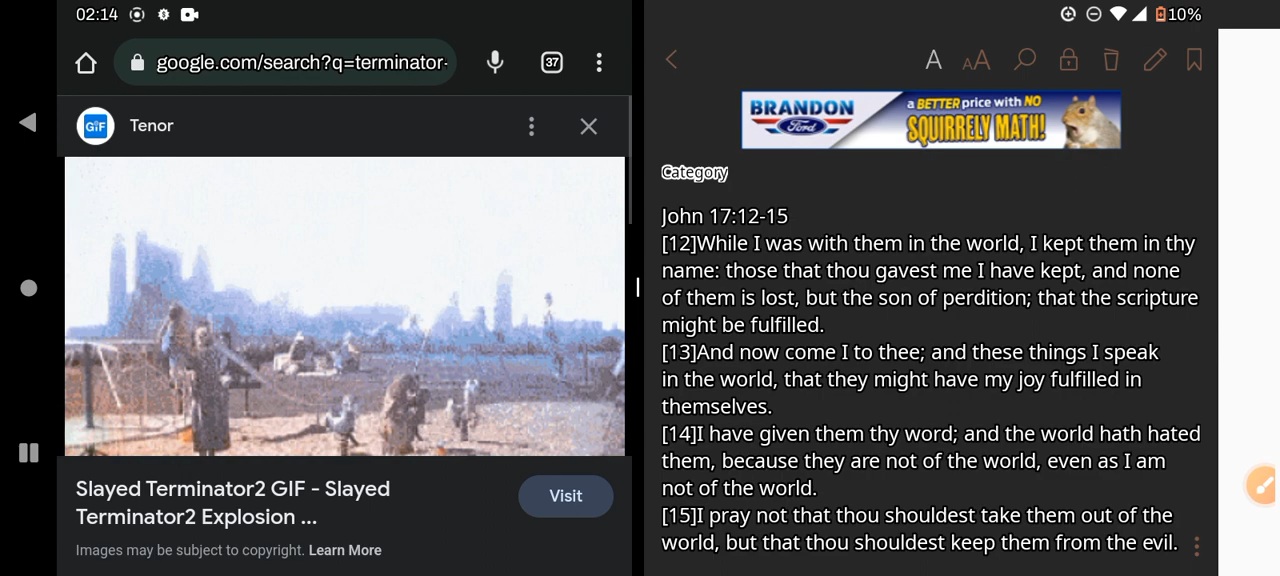 02:14
10%
google.com/search?q=terminator-
37
GIF
Tenor
Slayed Terminator2 GIF - Slayed
Terminator2 Explosion ...
Visit
Images may be subject to copyright. Learn More
A AA
BRANDON
Ford
a BETTER price with NO
SQUIRRELY MATH!
Category
John 17:12-15
[12]While I was with them in the world, I kept them in thy
name: those that thou gavest me I have kept, and none
of them is lost, but the son of perdition; that the scripture
might be fulfilled.
[13]And now come I to thee; and these things I speak
in the world, that they might have my joy fulfilled in
themselves.
[14]I have given them thy word; and the world hath hated
them, because they are not of the world, even as I am
not of the world.
[15]I pray not that thou shouldest take them out of the
world, but that thou shouldest keep them from the evil.